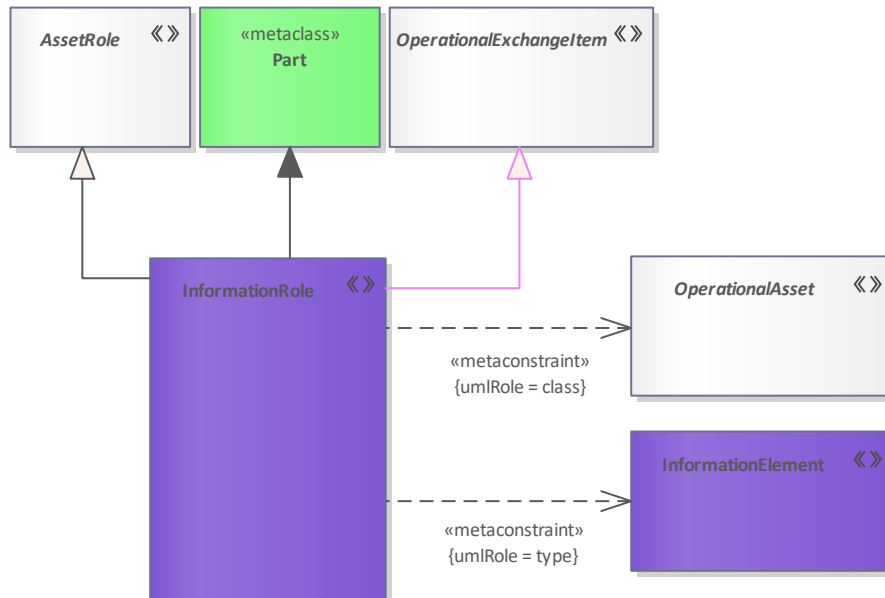 AssetRole «»
«metaclass»
Part
OperationalExchangeItem «»
InformationRole «»
OperationalAsset «»
«metaconstraint»
{umlRole = class}
InformationElement «»
«metaconstraint»
{umlRole = type}